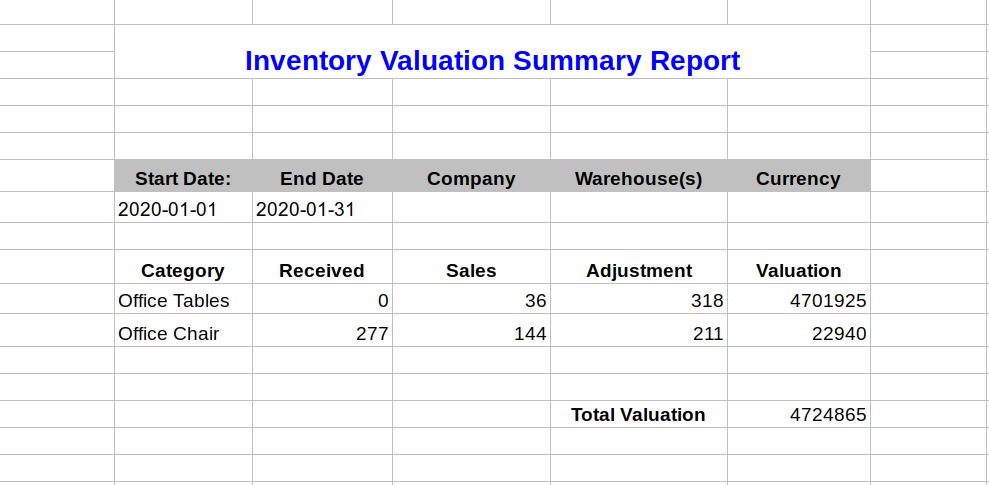 Inventory Valuation Summary Report
Start Date: End Date Company Warehouse(s) Currency
2020-01-01 2020-01-31
Category Received Sales Adjustment Valuation
Office Tables 0 36 318 4701925
Office Chair 277 144 211 22940
Total Valuation 4724865